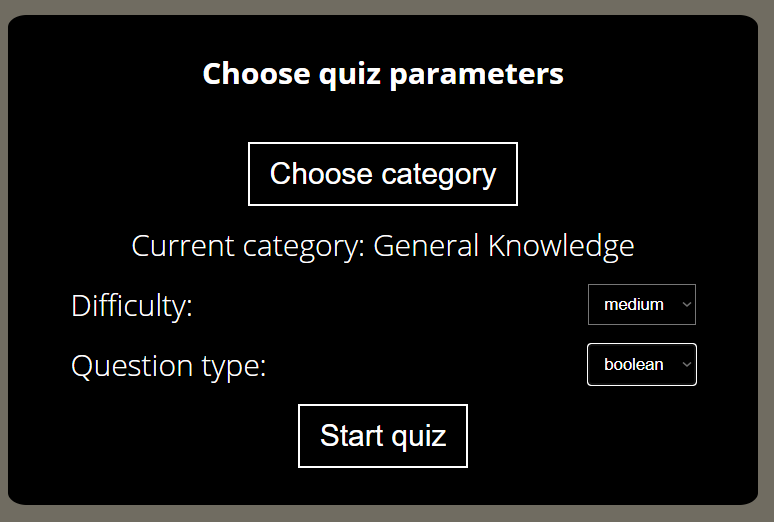 Choose quiz parameters
Choose category
Current category: General Knowledge
Difficulty: medium
Question type: boolean
Start quiz